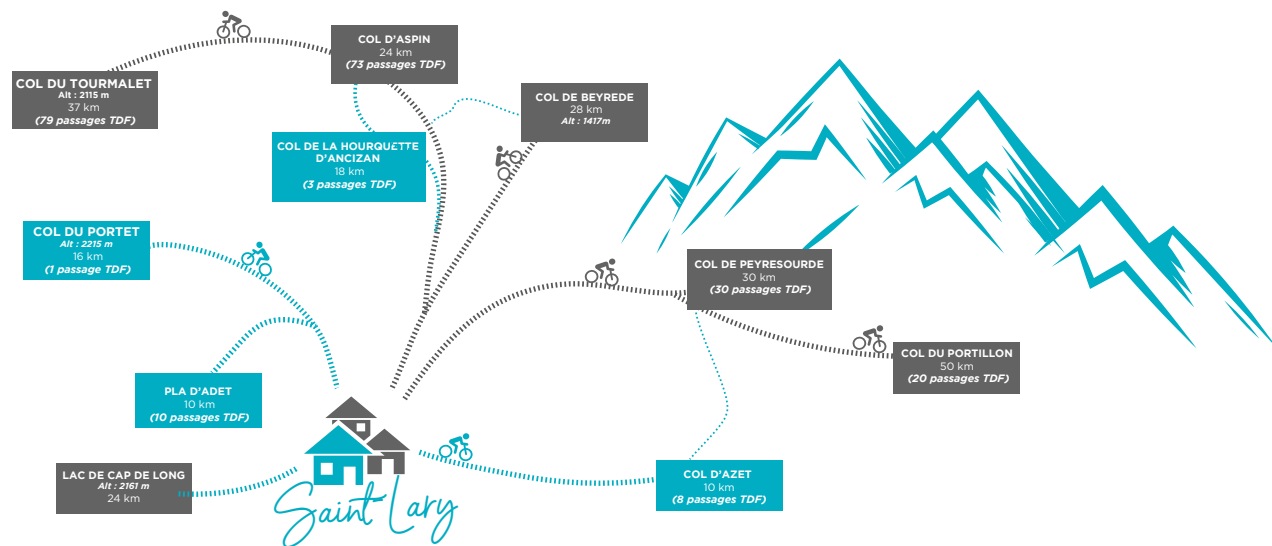 COL D'ASPIN
24 km
(73 passages TDF)
COL DU TOURMALET
Alt : 2115 m
37 km
(79 passages TDF)
COL DE BEYREDE
28 km
Alt : 1417m
COL DE LA HOURQUETTE
D'ANCIZAN
18 km
(3 passages TDF)
COL DU PORTET
Alt : 2215 m
16 km
(1 passage TDF)
COL DE PEYRESOURDE
30 km
(30 passages TDF)
COL DU PORTILLON
50 km
(20 passages TDF)
PLA D'ADET
10 km
(10 passages TDF)
LAC DE CAP DE LONG
Alt : 2161 m
24 km
COL D'AZET
10 km
(8 passages TDF)
Saint-Lary